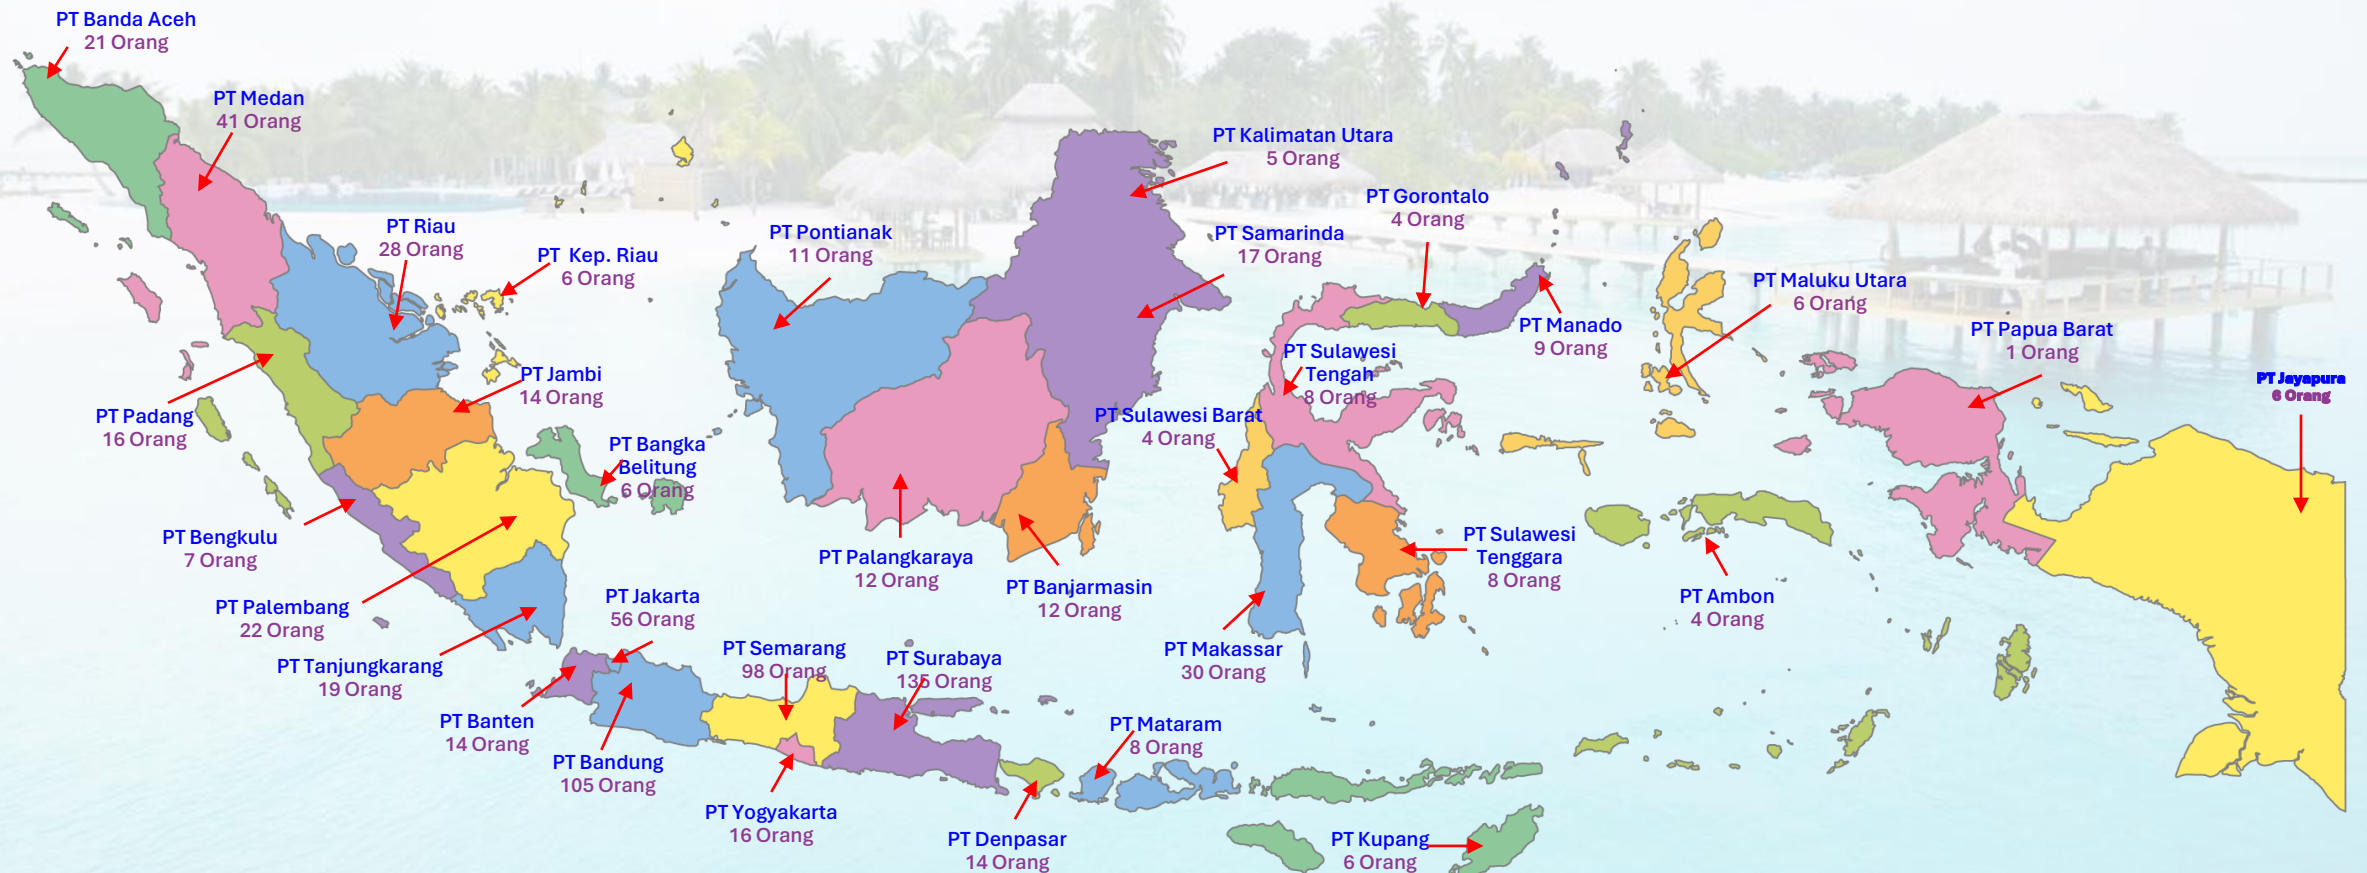 PT Banda Aceh
21 Orang
PT Medan
41 Orang
PT Riau
28 Orang
PT  Kep. Riau
6 Orang
PT Jambi
14 Orang
PT Padang
16 Orang
PT Bangka
Belitung
6 Orang
PT Bengkulu
7 Orang
PT Palembang
22 Orang
PT Tanjungkarang
19 Orang
PT Jakarta
56 Orang
PT Banten
14 Orang
PT Bandung
105 Orang
PT Semarang
98 Orang
PT Yogyakarta
16 Orang
PT Surabaya
135 Orang
PT Denpasar
14 Orang
PT Mataram
8 Orang
PT Kupang
6 Orang
PT Pontianak
11 Orang
PT Palangkaraya
12 Orang
PT Banjarmasin
12 Orang
PT Kalimatan Utara
5 Orang
PT Samarinda
17 Orang
PT Gorontalo
4 Orang
PT Manado
9 Orang
PT Sulawesi
Tengah
8 Orang
PT Sulawesi Barat
4 Orang
PT Sulawesi
Tenggara
8 Orang
PT Makassar
30 Orang
PT Maluku Utara
6 Orang
PT Ambon
4 Orang
PT Papua Barat
1 Orang
PT Jayapura
6 Orang